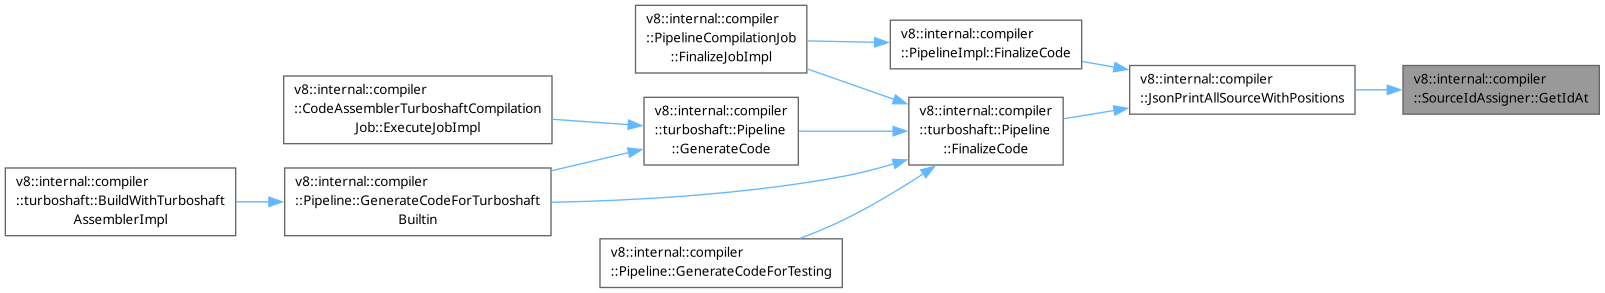 v8::internal::compiler
::PipelineCompilationJob
::FinalizeJobImpl
v8::internal::compiler
::PipelineImpl::FinalizeCode
v8::internal::compiler
::JsonPrintAllSourceWithPositions
v8::internal::compiler
::SourceIdAssigner::GetIdAt
v8::internal::compiler
::CodeAssemblerTurboshaftCompilation
Job::ExecuteJobImpl
v8::internal::compiler
::turboshaft::Pipeline
::GenerateCode
v8::internal::compiler
::turboshaft::Pipeline
::FinalizeCode
v8::internal::compiler
::turboshaft::BuildWithTurboshaft
AssemblerImpl
v8::internal::compiler
::Pipeline::GenerateCodeForTurboshaft
Builtin
v8::internal::compiler
::Pipeline::GenerateCodeForTesting